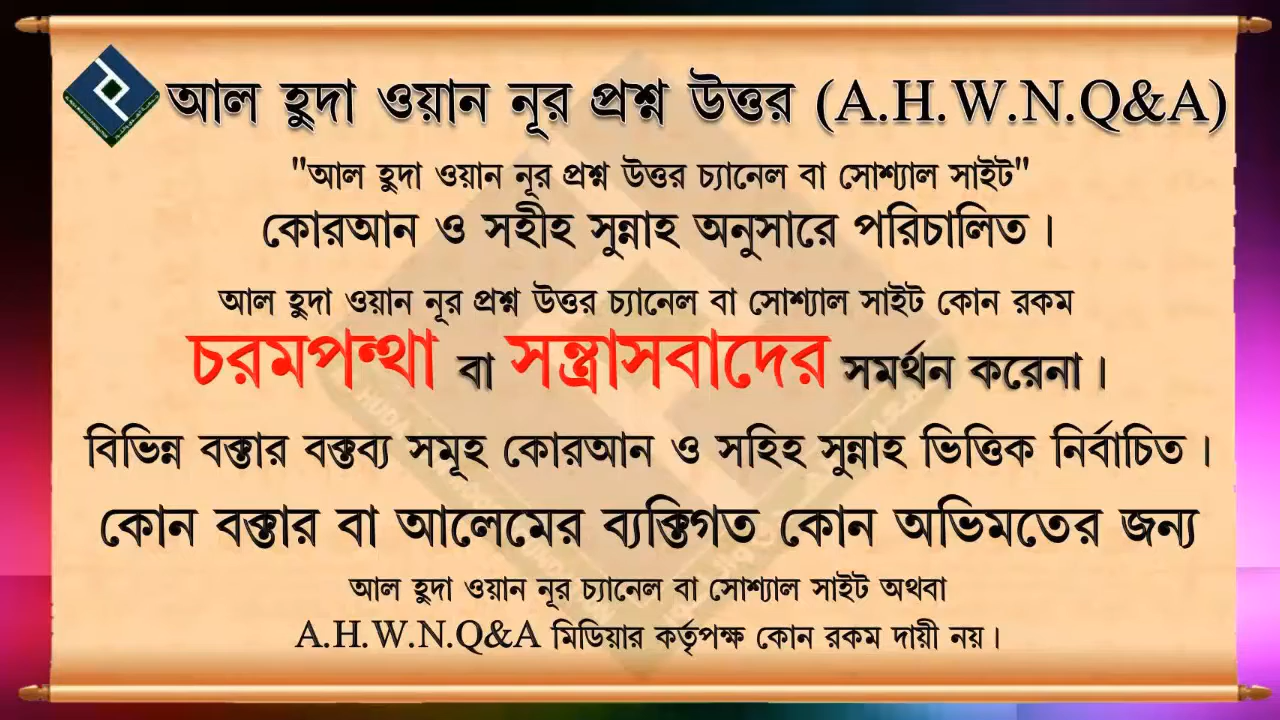 আল হুদা ওয়ান নূর প্রশ্ন উত্তর (A.H.W.N.Q&A)
"আল হুদা ওয়ান নূর প্রশ্ন উত্তর চ্যানেল বা সোশ্যাল সাইট"
কোরআন ও সহীহ সুন্নাহ অনুসারে পরিচালিত।
আল হুদা ওয়ান নূর প্রশ্ন উত্তর চ্যানেল বা সোশ্যাল সাইট কোন রকম
চরমপন্থা বা সন্ত্রাসবাদের সমর্থন করেনা।
বিভিন্ন বক্তার বক্তব্য সমূহ কোরআন ও সহিহ সুন্নাহ ভিত্তিক নির্বাচিত।
কোন বক্তার বা আলেমের ব্যক্তিগত কোন অভিমতের জন্য
আল হুদা ওয়ান নূর চ্যানেল বা সোশ্যাল সাইট অথবা
A.H.W.N.Q&A মিডিয়ার কর্তৃপক্ষ কোন রকম দায়ী নয়।